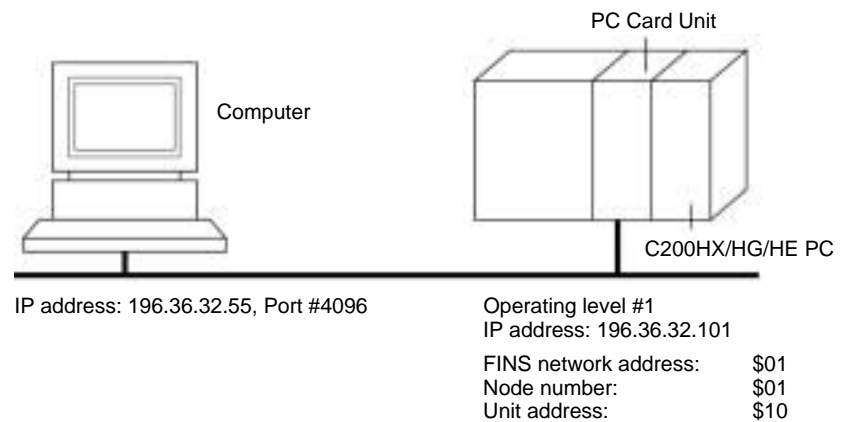 PC Card Unit
Computer
C200HX/HG/HE PC
IP address: 196.36.32.55, Port #4096
Operating level #1
IP address: 196.36.32.101
FINS network address: $01
Node number: $01
Unit address: $10